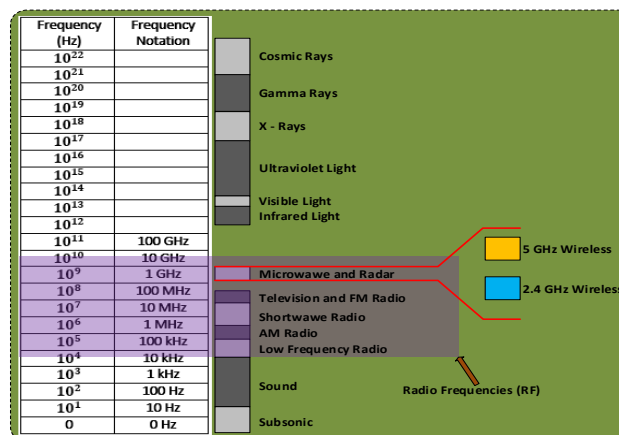 Frequency (Hz) Frequency Notation
10²² Cosmic Rays
10²¹
10²⁰ Gamma Rays
10¹⁹
10¹⁸ X - Rays
10¹⁷
10¹⁶
10¹⁵ Ultraviolet Light
10¹⁴
10¹³ Visible Light
10¹² Infrared Light
10¹¹ 100 GHz
10¹⁰ 10 GHz
10⁹ 1 GHz Microwawe and Radar
10⁸ 100 MHz Television and FM Radio
10⁷ 10 MHz Shortwawe Radio
10⁶ 1 MHz AM Radio
10⁵ 100 kHz Low Frequency Radio
10⁴ 10 kHz
10³ 1 kHz
10² 100 Hz Sound
10¹ 10 Hz
0 0 Hz Subsonic
5 GHz Wireless
2.4 GHz Wireless
Radio Frequencies (RF)